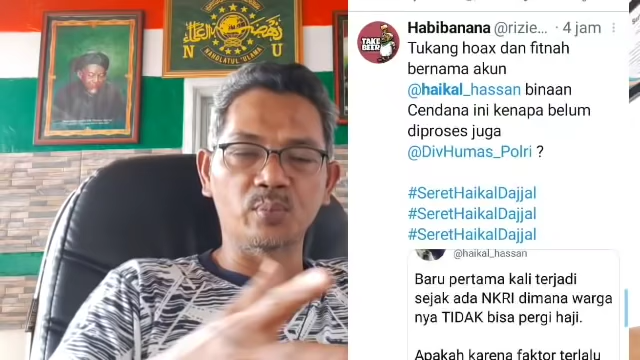 NAHDLATUL 'ULAMA
N U
Habibanana @rizie... · 4 jam
Tukang hoax dan fitnah
bernama akun
@haikal_hassan binaan
Cendana ini kenapa belum
diproses juga
@DivHumas_Polri ?
#SeretHaikalDajjal
#SeretHaikalDajjal
#SeretHaikalDajjal
@haikal_hassan
Baru pertama kali terjadi
sejak ada NKRI dimana warga
nya TIDAK bisa pergi haji.
Apakah karena faktor terlalu
TAKE
BEER